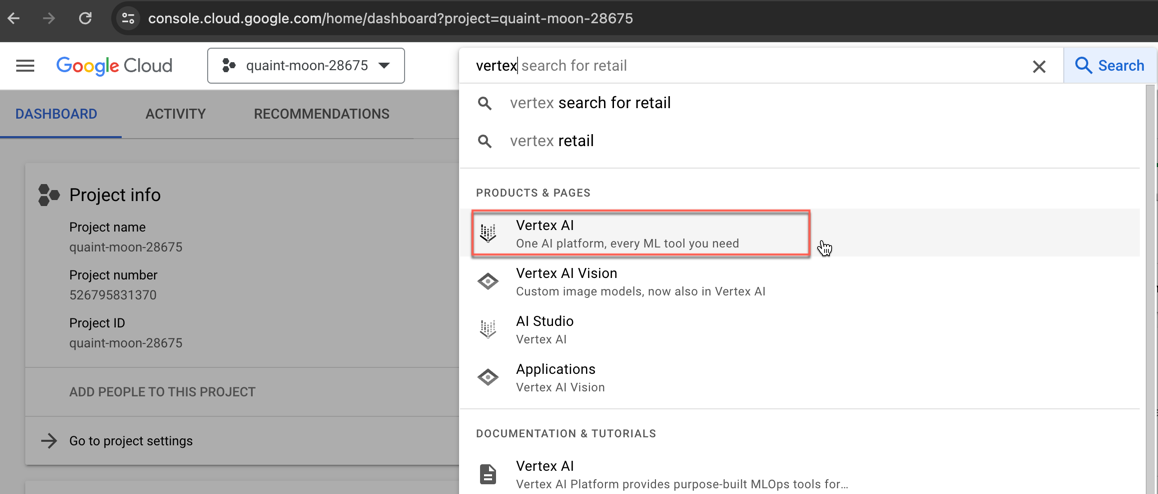 console.cloud.google.com/home/dashboard?project=quaint-moon-28675
Google Cloud
quaint-moon-28675
vertex search for retail
Search
DASHBOARD
ACTIVITY
RECOMMENDATIONS
Project info
Project name
quaint-moon-28675
Project number
526795831370
Project ID
quaint-moon-28675
ADD PEOPLE TO THIS PROJECT
Go to project settings
vertex search for retail
vertex retail
PRODUCTS & PAGES
Vertex AI
One AI platform, every ML tool you need
Vertex AI Vision
Custom image models, now also in Vertex AI
AI Studio
Vertex AI
Applications
Vertex AI Vision
DOCUMENTATION & TUTORIALS
Vertex AI
Vertex AI Platform provides purpose-built MLOps tools for…